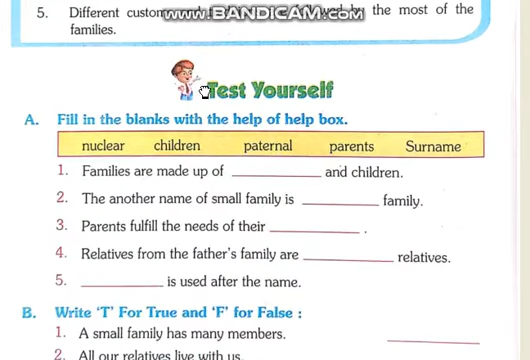 5. Different custom by the most of the
www.BANDICAM.com
families.
Test Yourself
A. Fill in the blanks with the help of help box.
nuclear children paternal parents Surname
1. Families are made up of ____________ and children.
2. The another name of small family is __________ family.
3. Parents fulfill the needs of their ____________ .
4. Relatives from the father's family are ____________ relatives.
5. ____________ is used after the name.
B. Write 'T' For True and 'F' for False :
1. A small family has many members. ____________
2. All our relatives live with us.